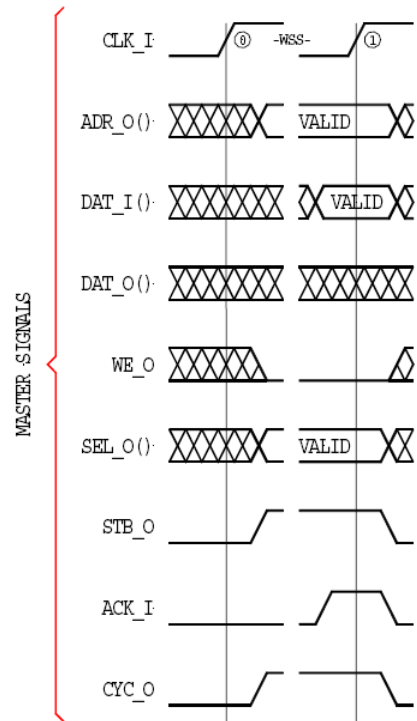 CLK_I
0
-WSS-
1
ADR_O()
VALID
DAT_I()
VALID
DAT_O()
WE_O
SEL_O()
VALID
STB_O
ACK_I
CYC_O
MASTER SIGNALS